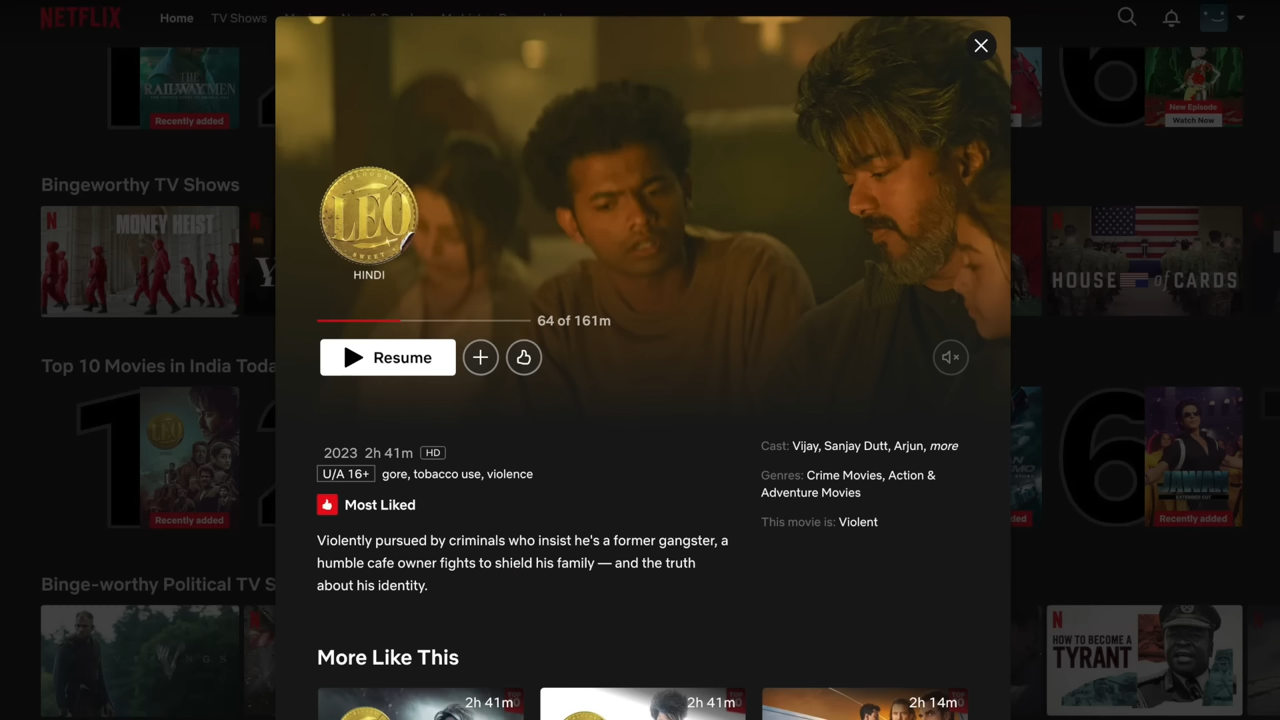 NETFLIX
Home
TV Shows
THE
RAILWAY MEN
Recently added
New Episode
Watch Now
6
Bingeworthy TV Shows
MONEY HEIST
HOUSE of CARDS
BLOODY
LEO
SWEET
HINDI
64 of 161m
Resume
Top 10 Movies in India Toda
1
Recently added
6
Recently added
2023 2h 41m HD
U/A 16+ gore, tobacco use, violence
Most Liked
Violently pursued by criminals who insist he's a former gangster, a
humble cafe owner fights to shield his family — and the truth
about his identity.
Cast: Vijay, Sanjay Dutt, Arjun, more
Genres: Crime Movies, Action &
Adventure Movies
This movie is: Violent
Binge-worthy Political TV S
HOW TO BECOME A
TYRANT
More Like This
2h 41m
2h 41m
2h 14m